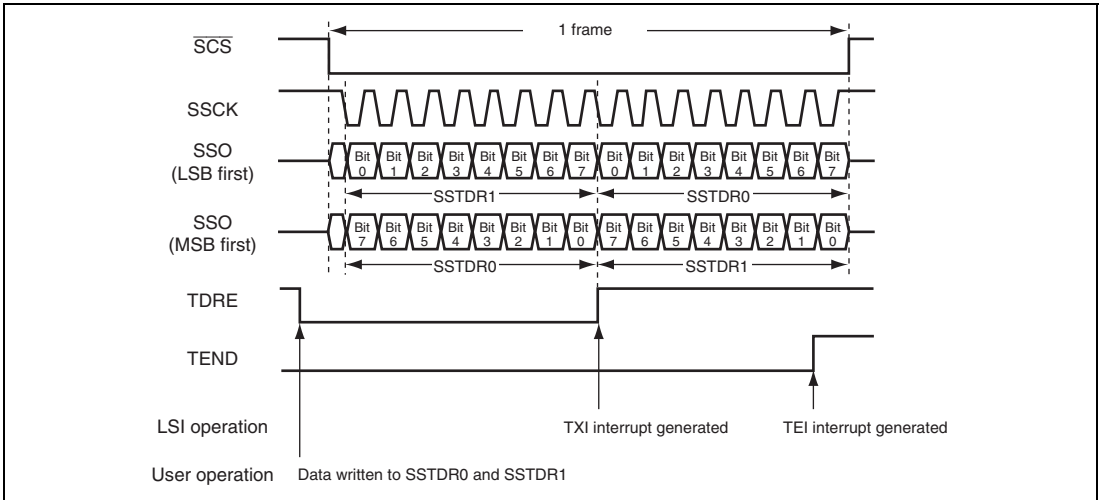 1 frame
SCS
SSCK
SSO
(LSB first)
Bit 0 Bit 1 Bit 2 Bit 3 Bit 4 Bit 5 Bit 6 Bit 7 Bit 0 Bit 1 Bit 2 Bit 3 Bit 4 Bit 5 Bit 6 Bit 7
SSTDR1 SSTDR0
SSO
(MSB first)
Bit 7 Bit 6 Bit 5 Bit 4 Bit 3 Bit 2 Bit 1 Bit 0 Bit 7 Bit 6 Bit 5 Bit 4 Bit 3 Bit 2 Bit 1 Bit 0
SSTDR0 SSTDR1
TDRE
TEND
LSI operation TXI interrupt generated TEI interrupt generated
User operation Data written to SSTDR0 and SSTDR1